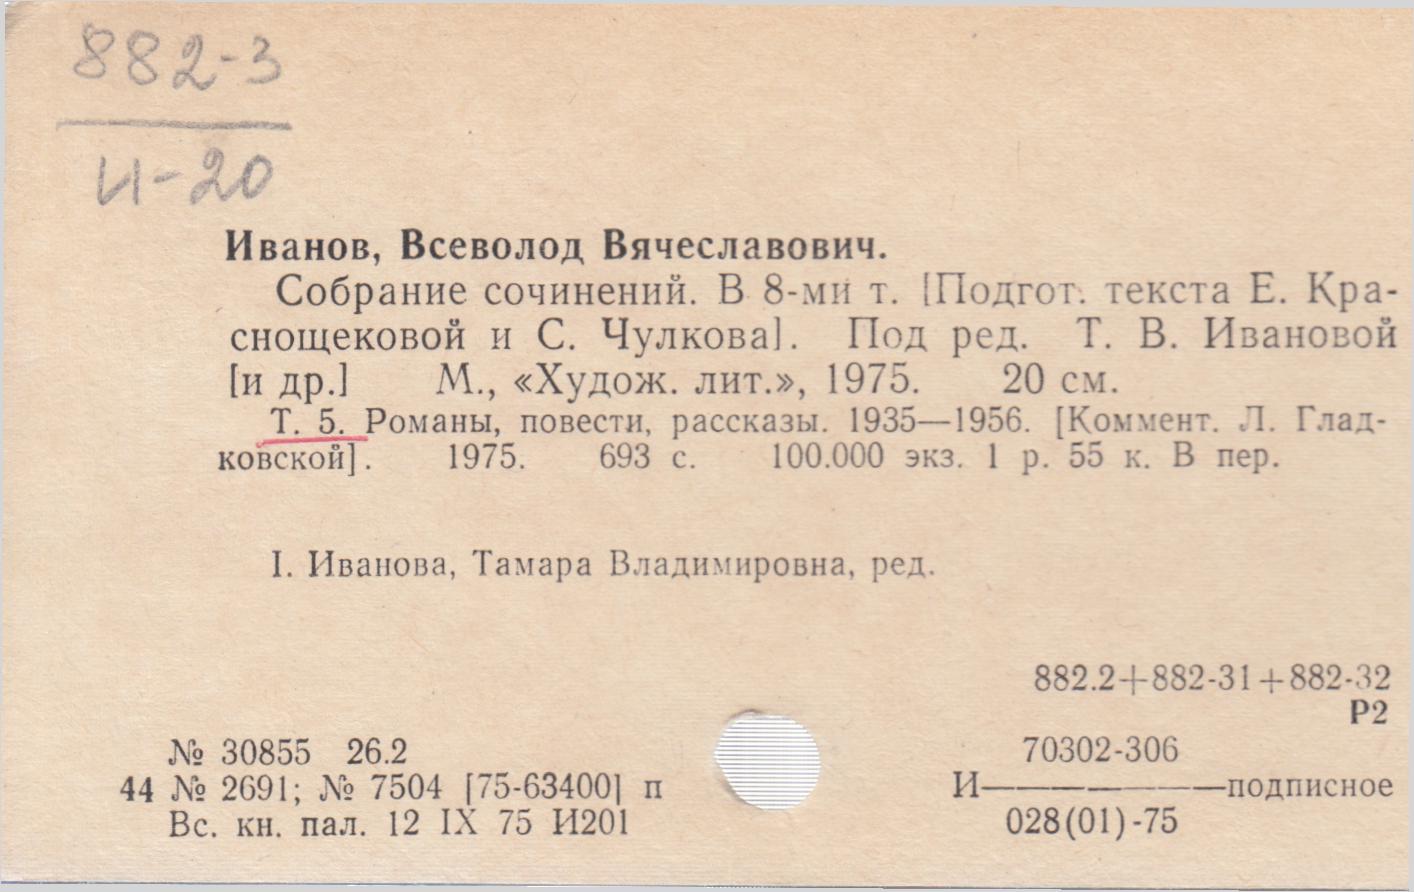 882-3
И-20
Иванов, Всеволод Вячеславович.
Собрание сочинений. В 8-ми т. [Подгот. текста Е. Кра-
снощековой и С. Чулкова]. Под ред. Т. В. Ивановой
[и др.] М., «Худож. лит.», 1975. 20 см.
Т. 5. Романы, повести, рассказы. 1935—1956. [Коммент. Л. Глад-
ковской]. 1975. 693 с. 100.000 экз. 1 р. 55 к. В пер.
I. Иванова, Тамара Владимировна, ред.
882.2+882-31+882-32
Р2
№ 30855 26.2
44 № 2691; № 7504 [75-63400] п
Вс. кн. пал. 12 IX 75 И201
70302-306
И————————подписное
028(01)-75